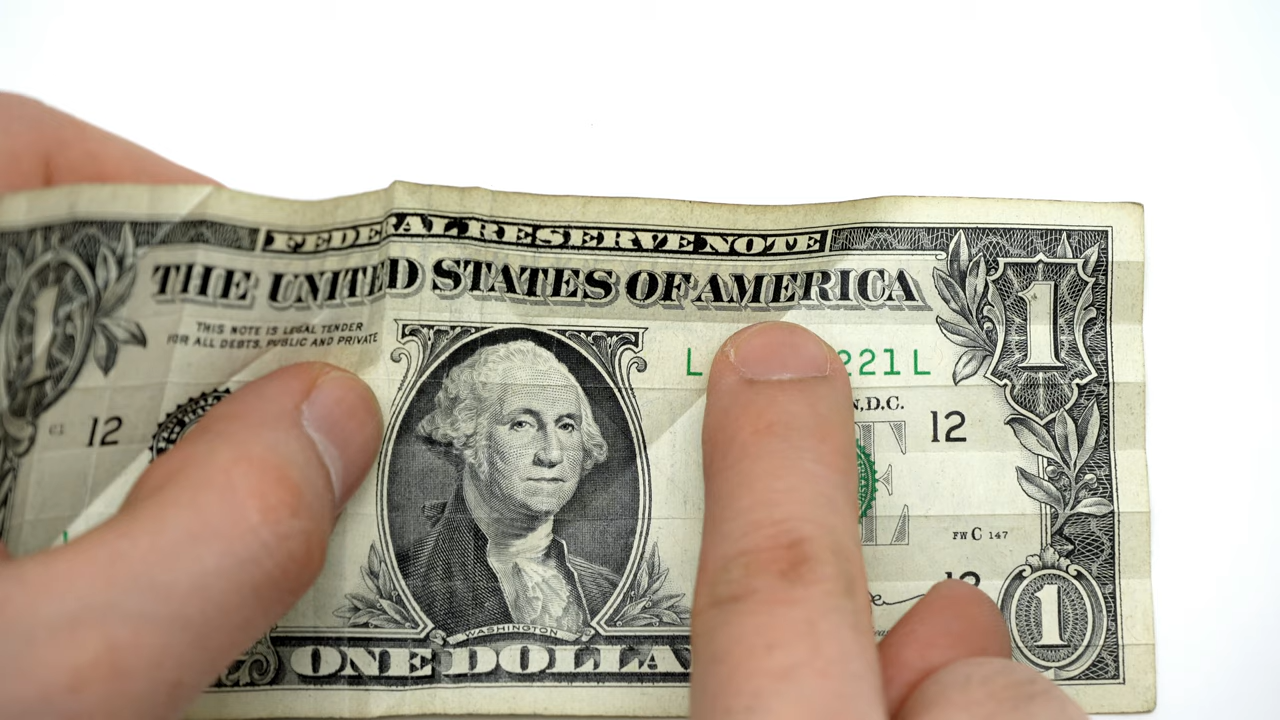 FEDERAL RESERVE NOTE
THE UNITED STATES OF AMERICA
1
1
THIS NOTE IS LEGAL TENDER
FOR ALL DEBTS, PUBLIC AND PRIVATE
L 221 L
N, D.C.
12
12
FW C 147
12
WASHINGTON
1
ONE DOLLA